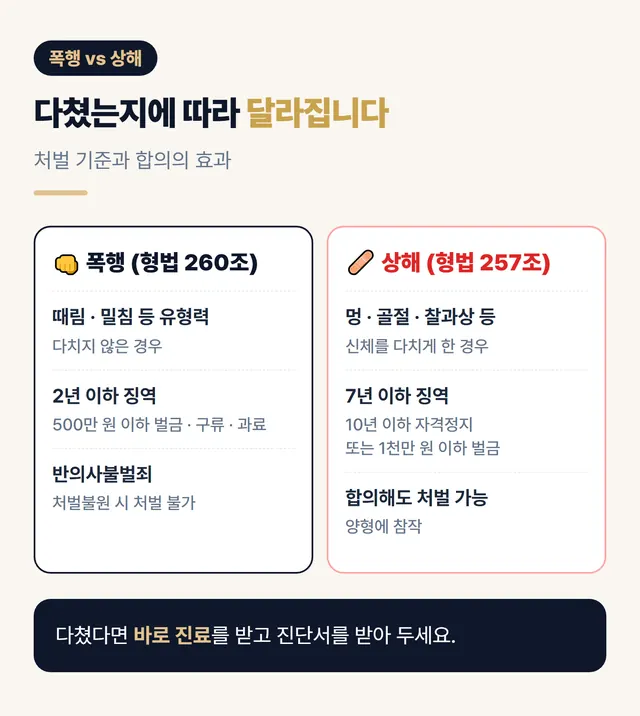 폭행 vs 상해
다쳤는지에 따라 달라집니다
처벌 기준과 합의의 효과
폭행 (형법 260조)
때림 · 밀침 등 유형력
다치지 않은 경우
2년 이하 징역
500만 원 이하 벌금 · 구류 · 과료
반의사불벌죄
처벌불원 시 처벌 불가
상해 (형법 257조)
멍 · 골절 · 찰과상 등
신체를 다치게 한 경우
7년 이하 징역
10년 이하 자격정지
또는 1천만 원 이하 벌금
합의해도 처벌 가능
양형에 참작
다쳤다면 바로 진료를 받고 진단서를 받아 두세요.